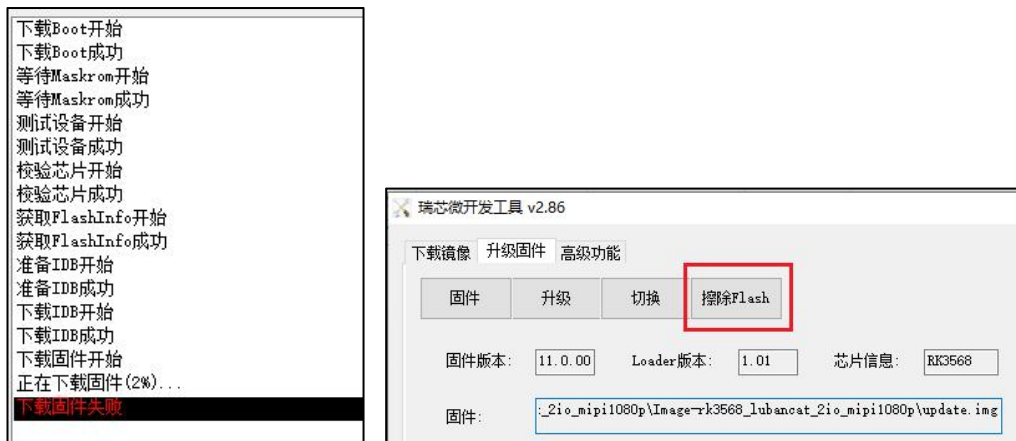 下载Boot开始
下载Boot成功
等待Maskrom开始
等待Maskrom成功
测试设备开始
测试设备成功
校验芯片开始
校验芯片成功
获取FlashInfo开始
获取FlashInfo成功
准备IDB开始
准备IDB成功
下载IDB开始
下载IDB成功
下载固件开始
正在下载固件(2%)...
下载固件失败
瑞芯微开发工具 v2.86
下载镜像 升级固件 高级功能
固件 升级 切换 擦除Flash
固件版本: 11.0.00 Loader版本: 1.01 芯片信息: RK3568
固件: :_2io_mipi1080p\Image-rk3568_lubancat_2io_mipi1080p\update.img